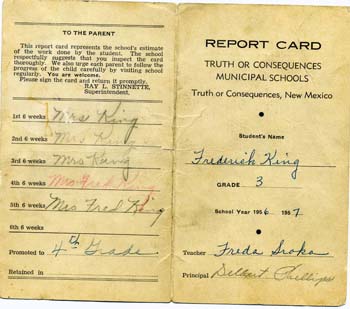 TO THE PARENT
This report card represents the school's estimate
of the work done by the student. The school
respectfully suggests that you inspect the card
thoroughly. We also urge each parent to follow the
progress of the child carefully by visiting school
regularly. You are welcome.
Please sign the card and return it promptly.
RAY L. STINNETTE,
Superintendent.
1st 6 weeks Mrs King
2nd 6 weeks Mrs King
3rd 6 weeks Mrs King
4th 6 weeks Mrs Fred King
5th 6 weeks Mrs Fred King
6th 6 weeks
Promoted to 4th Grade
Retained in
REPORT CARD
TRUTH OR CONSEQUENCES
MUNICIPAL SCHOOLS
Truth or Consequences, New Mexico
Student's Name
Frederick King
GRADE 3
School Year 1956 1957
Teacher Freda Sroka
Principal Delbert Phillips